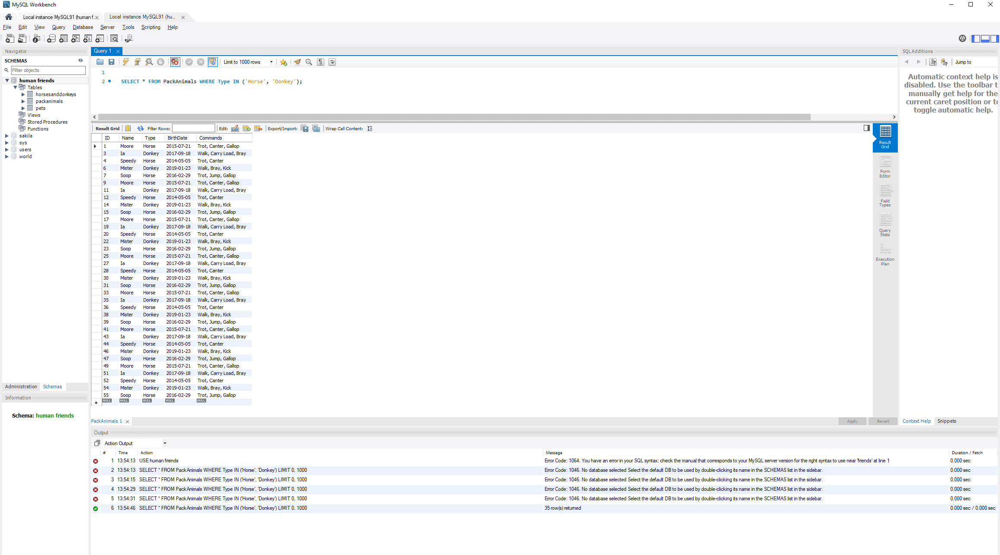 MySQL Workbench
Local instance MySQL91 (human f...
Local instance MySQL91 (hu...
File Edit View Query Database Server Tools Scripting Help
Navigator
SCHEMAS
Filter objects
human friends
Tables
horsesanddonkeys
packanimals
pets
Views
Stored Procedures
Functions
sakila
sys
users
world
Administration Schemas
Information
Schema: human friends
Query 1
Limit to 1000 rows
1
2 SELECT * FROM PackAnimals WHERE Type IN ('Horse', 'Donkey');
Result Grid Filter Rows: Edit: Export/Import: Wrap Cell Content:
ID Name Type BirthDate Commands
1 Moore Horse 2015-07-21 Trot, Canter, Gallop
3 Ia Donkey 2017-09-18 Walk, Carry Load, Bray
4 Speedy Horse 2014-05-05 Trot, Canter
6 Mister Donkey 2019-01-23 Walk, Bray, Kick
7 Soop Horse 2016-02-29 Trot, Jump, Gallop
9 Moore Horse 2015-07-21 Trot, Canter, Gallop
11 Ia Donkey 2017-09-18 Walk, Carry Load, Bray
12 Speedy Horse 2014-05-05 Trot, Canter
14 Mister Donkey 2019-01-23 Walk, Bray, Kick
15 Soop Horse 2016-02-29 Trot, Jump, Gallop
17 Moore Horse 2015-07-21 Trot, Canter, Gallop
19 Ia Donkey 2017-09-18 Walk, Carry Load, Bray
20 Speedy Horse 2014-05-05 Trot, Canter
22 Mister Donkey 2019-01-23 Walk, Bray, Kick
23 Soop Horse 2016-02-29 Trot, Jump, Gallop
25 Moore Horse 2015-07-21 Trot, Canter, Gallop
27 Ia Donkey 2017-09-18 Walk, Carry Load, Bray
28 Speedy Horse 2014-05-05 Trot, Canter
30 Mister Donkey 2019-01-23 Walk, Bray, Kick
31 Soop Horse 2016-02-29 Trot, Jump, Gallop
33 Moore Horse 2015-07-21 Trot, Canter, Gallop
35 Ia Donkey 2017-09-18 Walk, Carry Load, Bray
36 Speedy Horse 2014-05-05 Trot, Canter
38 Mister Donkey 2019-01-23 Walk, Bray, Kick
39 Soop Horse 2016-02-29 Trot, Jump, Gallop
41 Moore Horse 2015-07-21 Trot, Canter, Gallop
43 Ia Donkey 2017-09-18 Walk, Carry Load, Bray
44 Speedy Horse 2014-05-05 Trot, Canter
46 Mister Donkey 2019-01-23 Walk, Bray, Kick
47 Soop Horse 2016-02-29 Trot, Jump, Gallop
49 Moore Horse 2015-07-21 Trot, Canter, Gallop
51 Ia Donkey 2017-09-18 Walk, Carry Load, Bray
52 Speedy Horse 2014-05-05 Trot, Canter
54 Mister Donkey 2019-01-23 Walk, Bray, Kick
55 Soop Horse 2016-02-29 Trot, Jump, Gallop
NULL NULL NULL NULL NULL
Result
Grid
Form
Editor
Field
Types
Query
Stats
Execution
Plan
PackAnimals 1
Apply Revert
SQLAdditions
Jump to
Automatic context help is
disabled. Use the toolbar t
manually get help for the
current caret position or to
toggle automatic help.
Context Help Snippets
Output
Action Output
# Time Action Message Duration / Fetch
1 13:54:13 USE human friends Error Code: 1064. You have an error in your SQL syntax; check the manual that corresponds to your MySQL server version for the right syntax to use near 'friends' at line 1 0.000 sec
2 13:54:13 SELECT * FROM PackAnimals WHERE Type IN ('Horse', 'Donkey') LIMIT 0, 1000 Error Code: 1046. No database selected Select the default DB to be used by double-clicking its name in the SCHEMAS list in the sidebar. 0.000 sec
3 13:54:15 SELECT * FROM PackAnimals WHERE Type IN ('Horse', 'Donkey') LIMIT 0, 1000 Error Code: 1046. No database selected Select the default DB to be used by double-clicking its name in the SCHEMAS list in the sidebar. 0.000 sec
4 13:54:29 SELECT * FROM PackAnimals WHERE Type IN ('Horse', 'Donkey') LIMIT 0, 1000 Error Code: 1046. No database selected Select the default DB to be used by double-clicking its name in the SCHEMAS list in the sidebar. 0.000 sec
5 13:54:31 SELECT * FROM PackAnimals WHERE Type IN ('Horse', 'Donkey') LIMIT 0, 1000 Error Code: 1046. No database selected Select the default DB to be used by double-clicking its name in the SCHEMAS list in the sidebar. 0.000 sec
6 13:54:46 SELECT * FROM PackAnimals WHERE Type IN ('Horse', 'Donkey') LIMIT 0, 1000 35 row(s) returned 0.000 sec / 0.000 sec